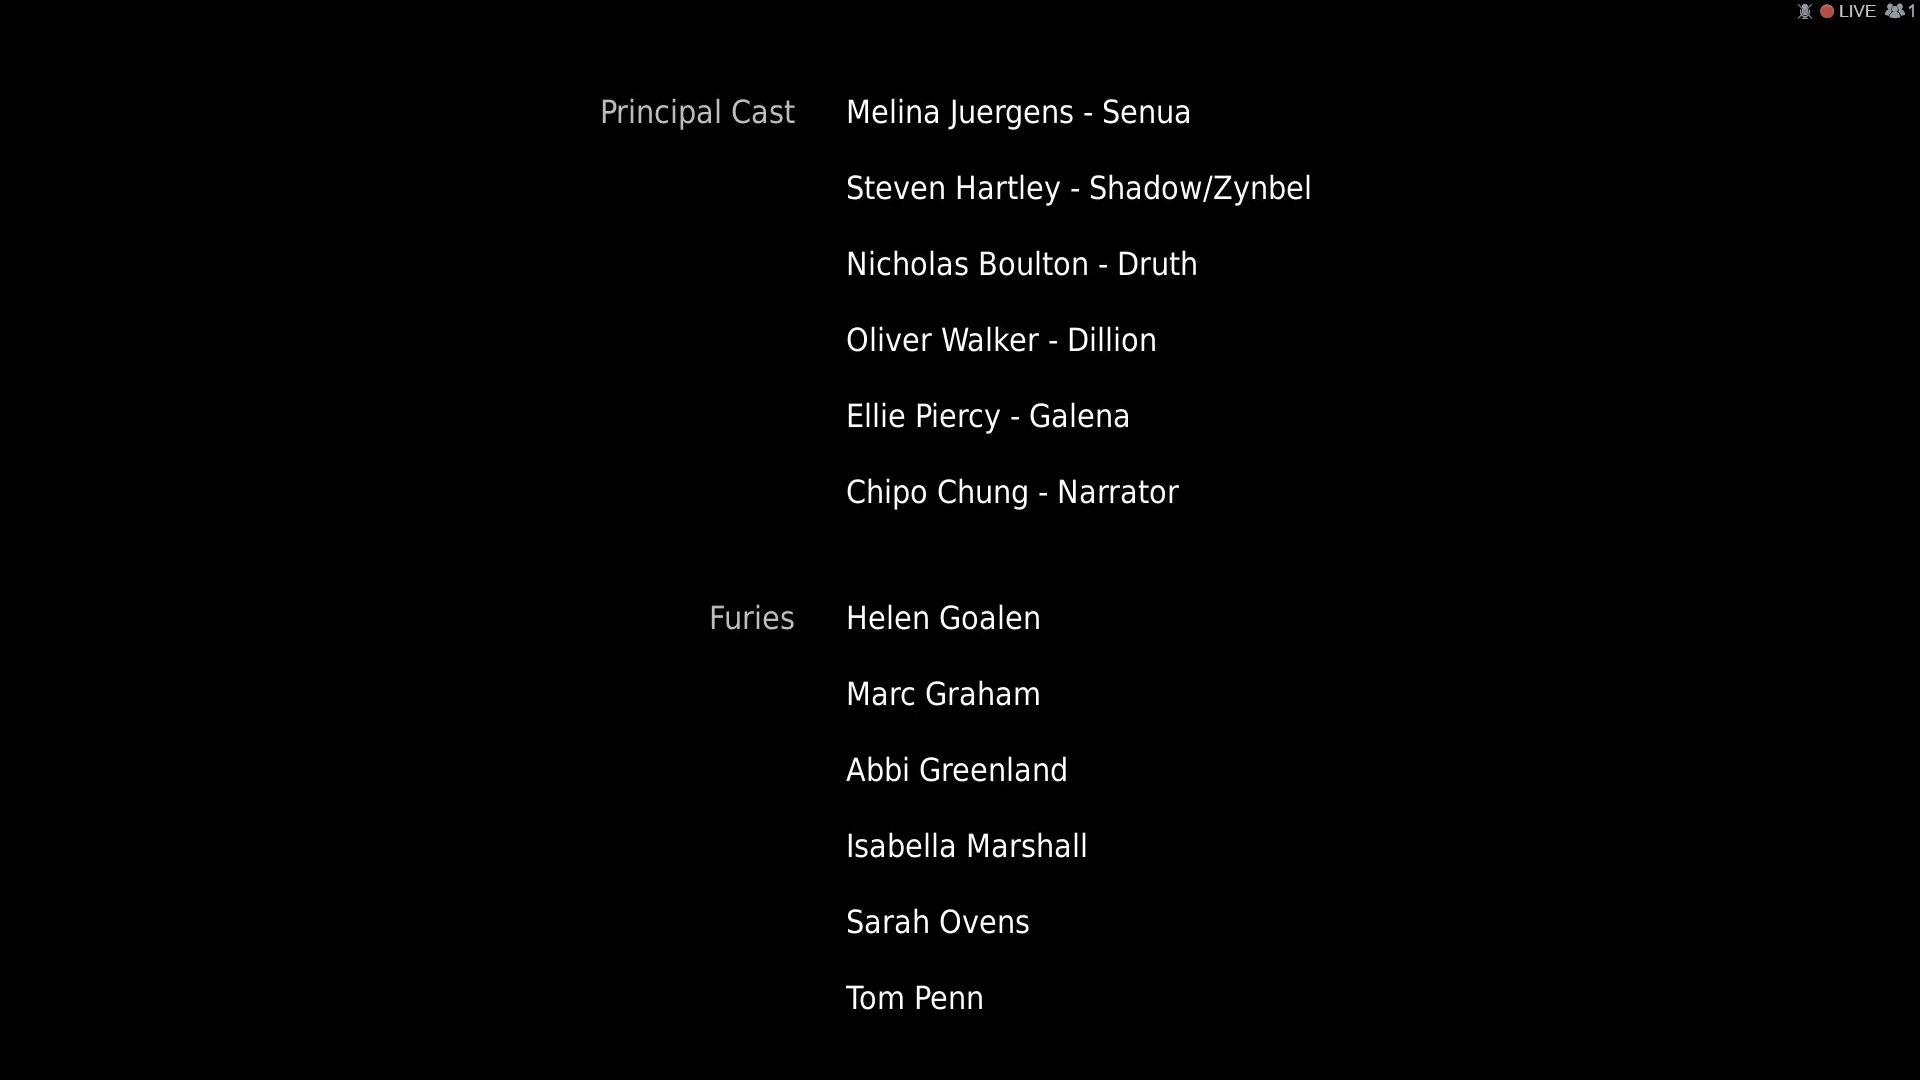 LIVE 1
Principal Cast Melina Juergens - Senua
Steven Hartley - Shadow/Zynbel
Nicholas Boulton - Druth
Oliver Walker - Dillion
Ellie Piercy - Galena
Chipo Chung - Narrator
Furies Helen Goalen
Marc Graham
Abbi Greenland
Isabella Marshall
Sarah Ovens
Tom Penn